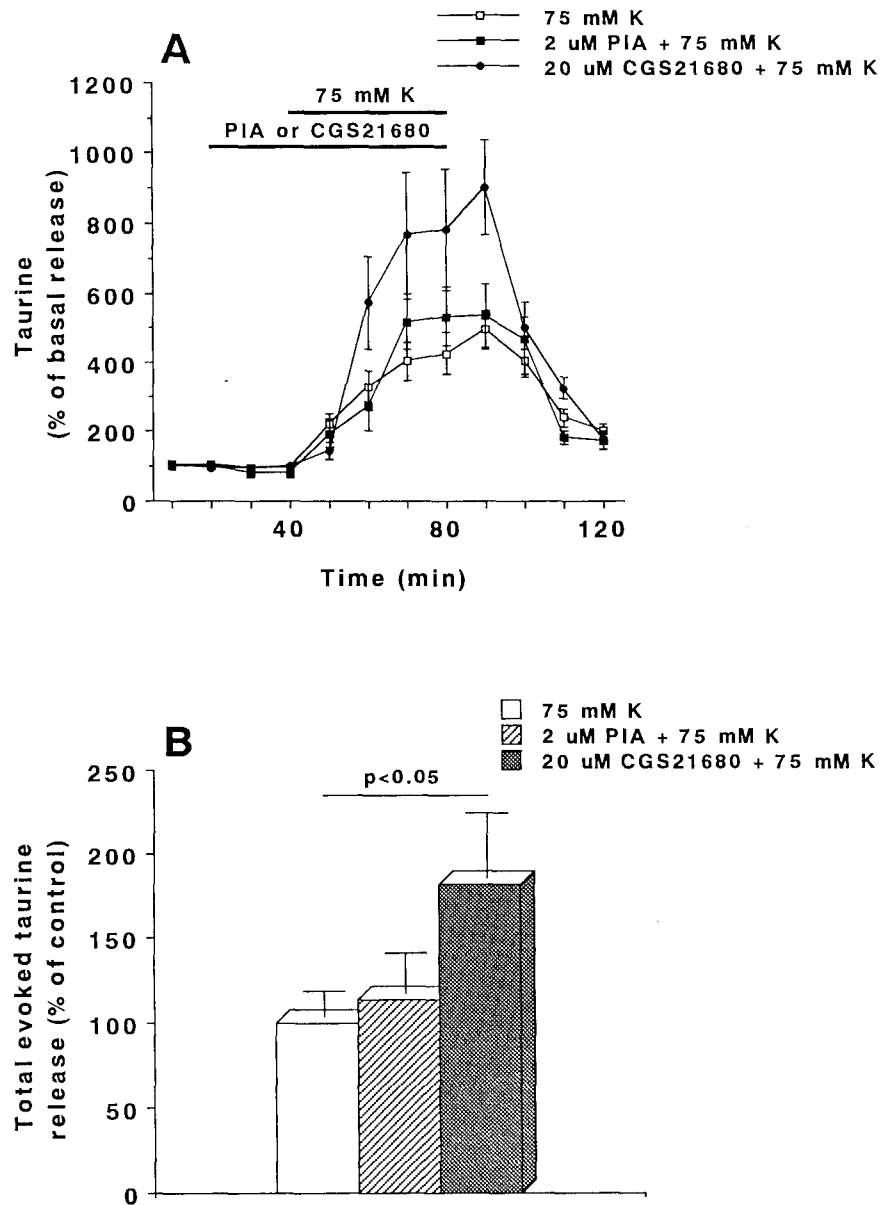 75 mM K
2 uM PIA + 75 mM K
20 uM CGS21680 + 75 mM K
A
75 mM K
PIA or CGS21680
1200
1000
800
600
400
200
0
Taurine
(% of basal release)
40
80
120
Time (min)
75 mM K
2 uM PIA + 75 mM K
20 uM CGS21680 + 75 mM K
B
p<0.05
250
200
150
100
50
0
Total evoked taurine
release (% of control)